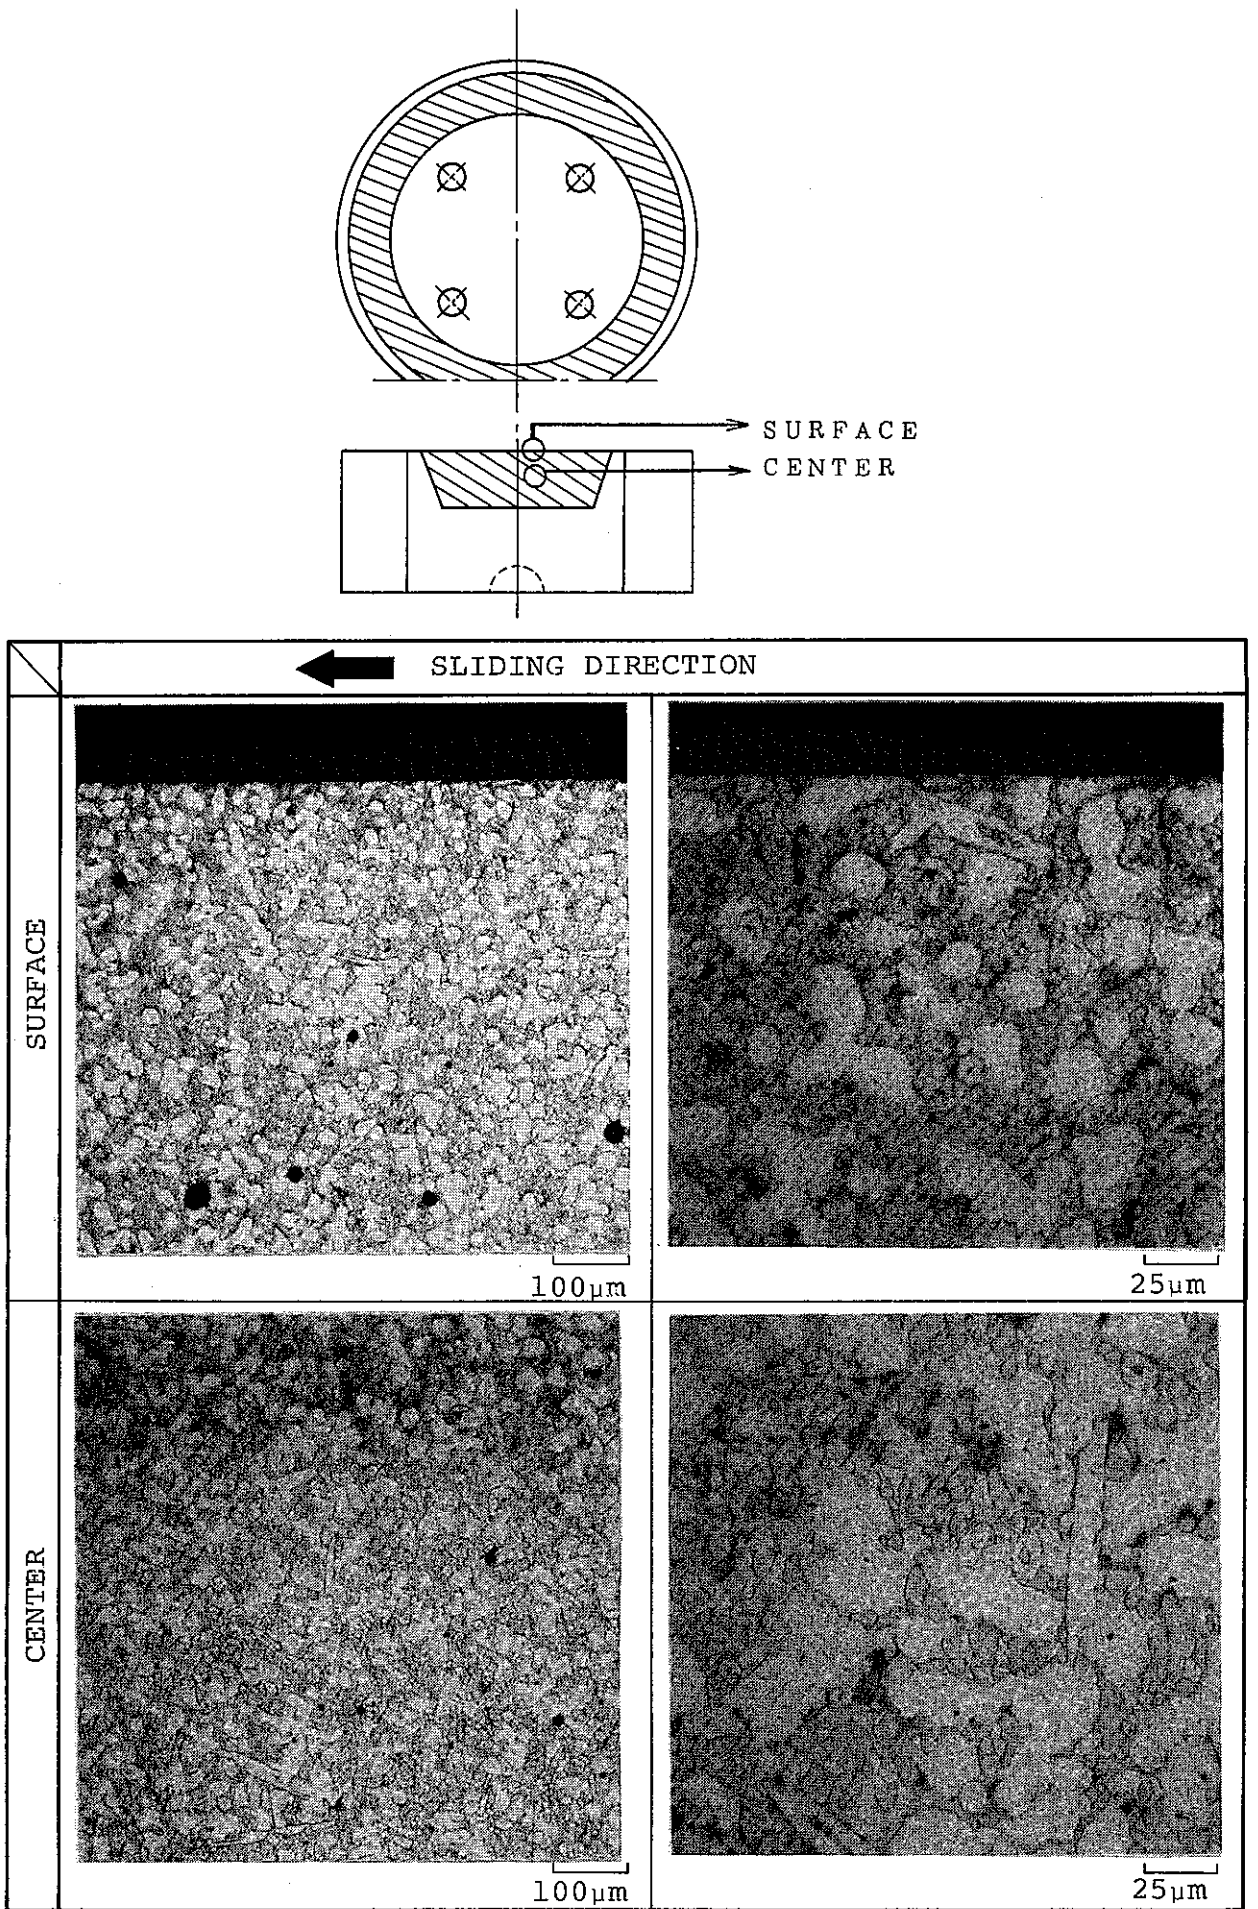 SURFACE
CENTER
SLIDING DIRECTION
SURFACE
100μm
25μm
CENTER
100μm
25μm